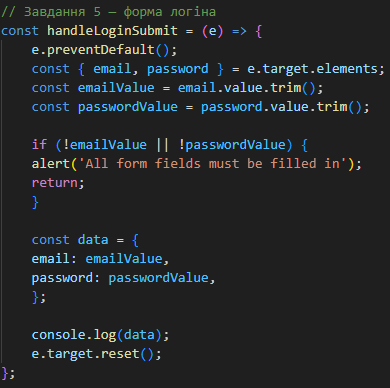 // Завдання 5 — форма логіна
const handleLoginSubmit = (e) => {
e.preventDefault();
const { email, password } = e.target.elements;
const emailValue = email.value.trim();
const passwordValue = password.value.trim();
if (!emailValue || !passwordValue) {
alert('All form fields must be filled in');
return;
}
const data = {
email: emailValue,
password: passwordValue,
};
console.log(data);
e.target.reset();
};